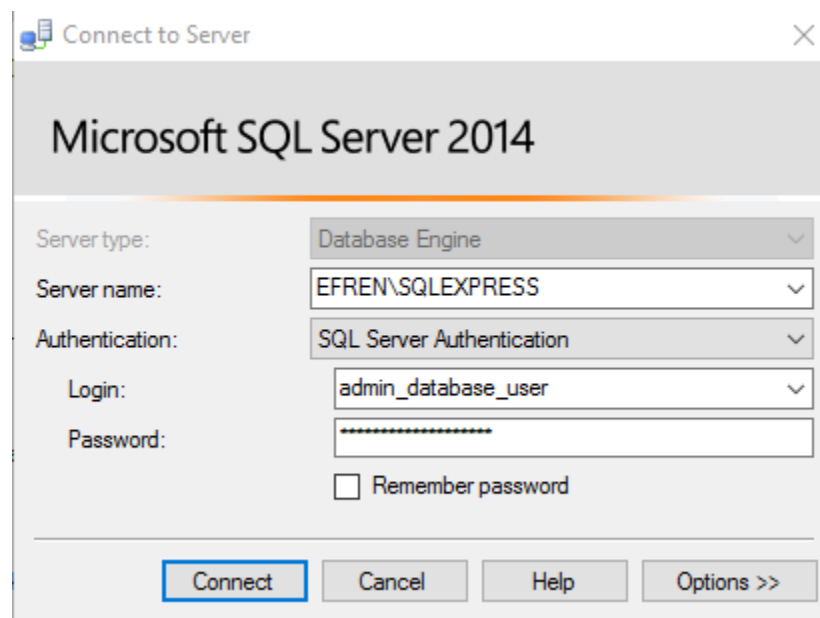 Connect to Server
Microsoft SQL Server 2014
Server type: Database Engine
Server name: EFREN\SQLEXPRESS
Authentication: SQL Server Authentication
Login: admin_database_user
Password: *******************
Remember password
Connect Cancel Help Options >>